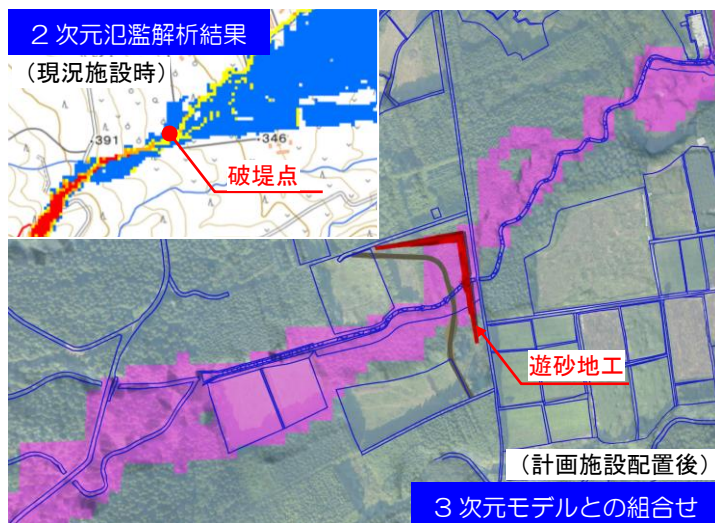 ２次元氾濫解析結果
（現況施設時）
･391
･346
破堤点
遊砂地工
（計画施設配置後）
３次元モデルとの組合せ